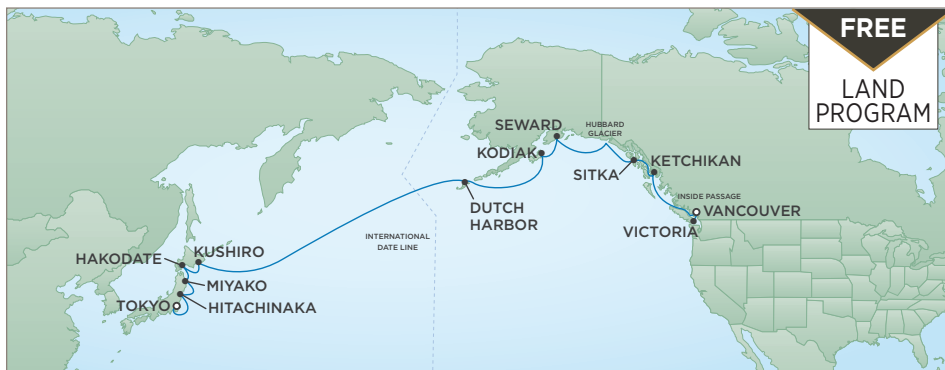 FREE
LAND
PROGRAM
SEWARD
HUBBARD
GLACIER
KODIAK
SITKA
KETCHIKAN
INSIDE PASSAGE
VANCOUVER
VICTORIA
DUTCH
HARBOR
INTERNATIONAL
DATE LINE
KUSHIRO
HAKODATE
MIYAKO
HITACHINAKA
TOKYO